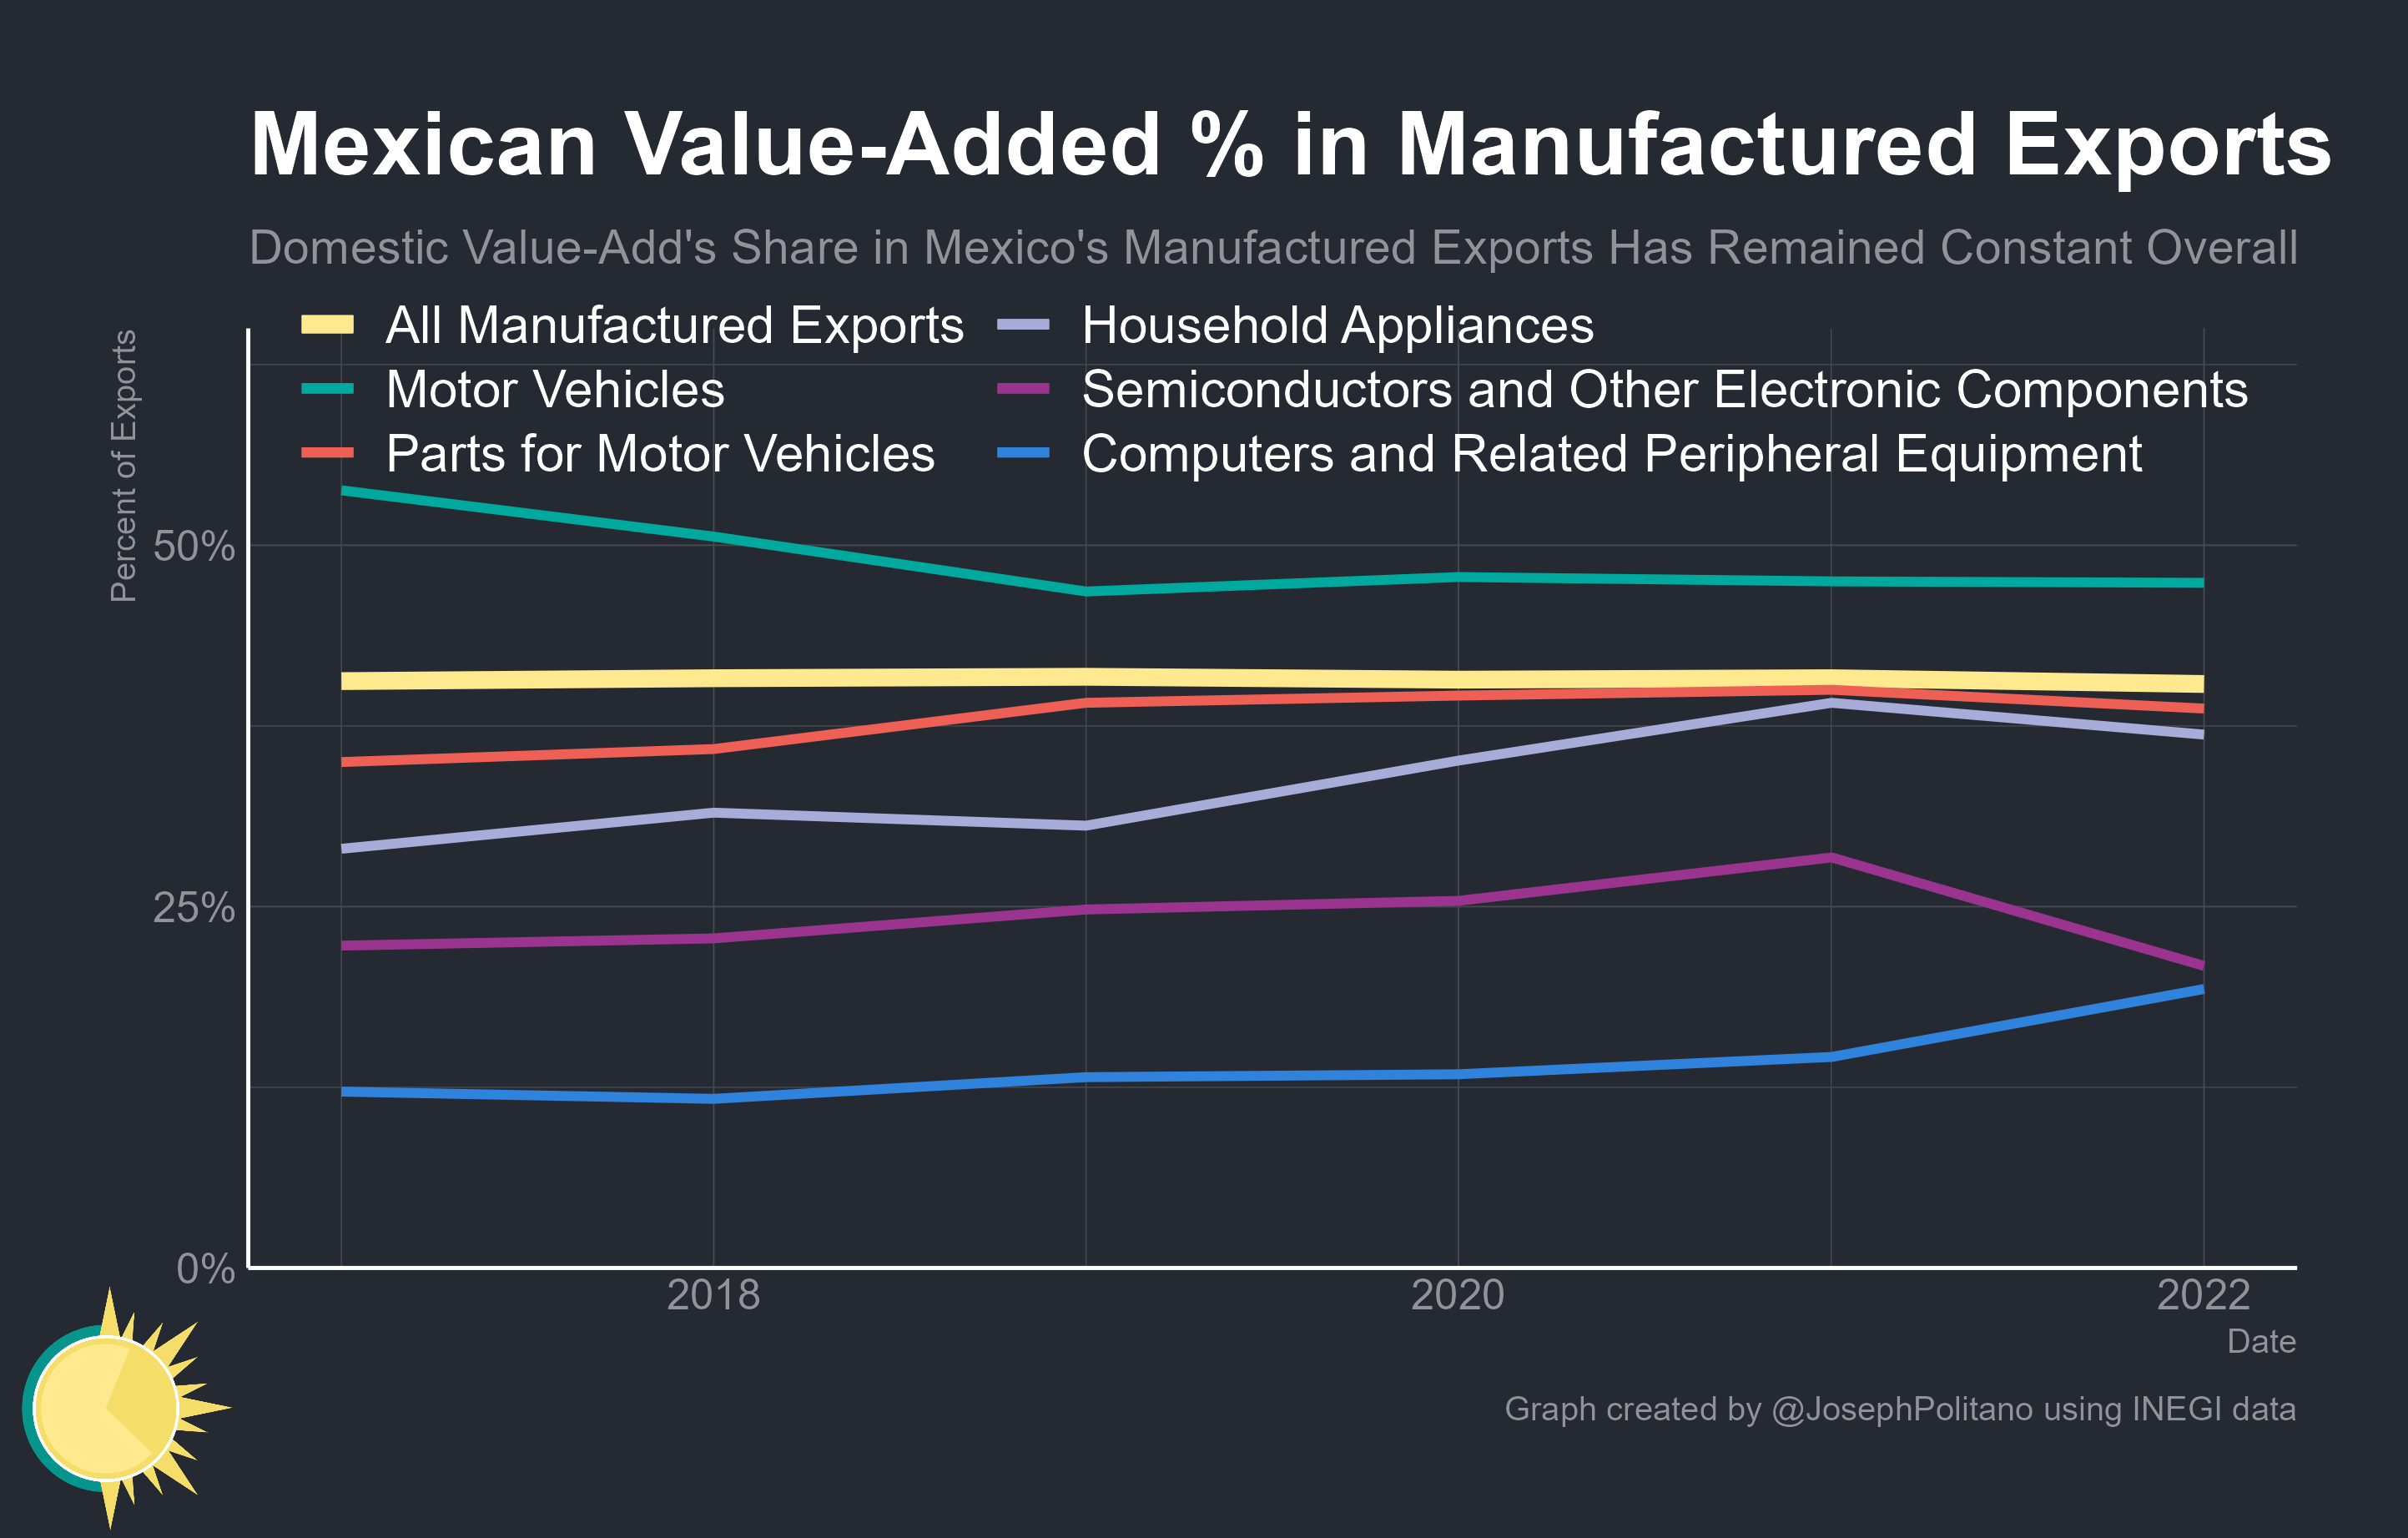 Mexican Value-Added % in Manufactured Exports
Domestic Value-Add's Share in Mexico's Manufactured Exports Has Remained Constant Overall
All Manufactured Exports
Household Appliances
Motor Vehicles
Semiconductors and Other Electronic Components
Parts for Motor Vehicles
Computers and Related Peripheral Equipment
Percent of Exports
50%
25%
0%
2018
2020
2022
Date
Graph created by @JosephPolitano using INEGI data